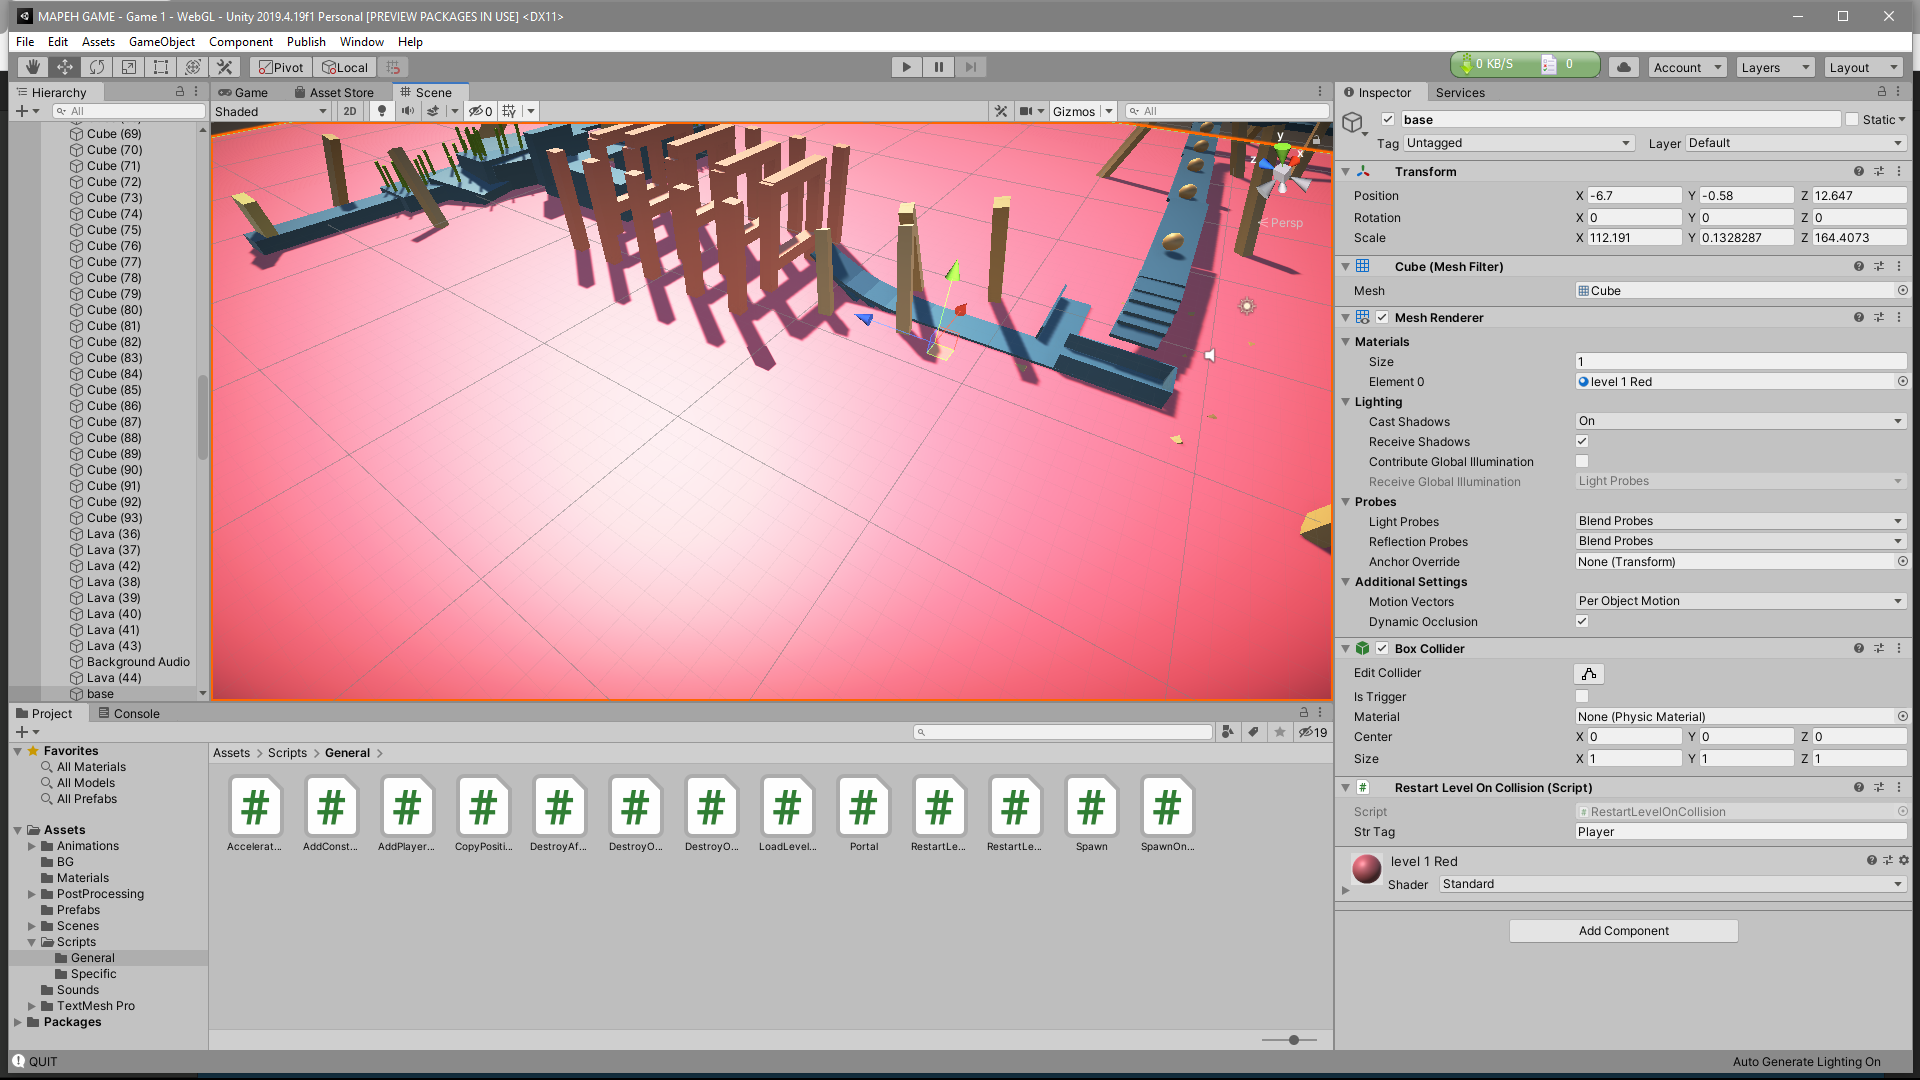 MAPEH GAME - Game 1 - WebGL - Unity 2019.4.19f1 Personal [PREVIEW PACKAGES IN USE] <DX11>
File Edit Assets GameObject Component Publish Window Help
Pivot Local
0 KB/S 0
Account Layers Layout
Hierarchy
All
Cube (69)
Cube (70)
Cube (71)
Cube (72)
Cube (73)
Cube (74)
Cube (75)
Cube (76)
Cube (77)
Cube (78)
Cube (79)
Cube (80)
Cube (81)
Cube (82)
Cube (83)
Cube (84)
Cube (85)
Cube (86)
Cube (87)
Cube (88)
Cube (89)
Cube (90)
Cube (91)
Cube (92)
Cube (93)
Lava (36)
Lava (37)
Lava (42)
Lava (38)
Lava (39)
Lava (40)
Lava (41)
Lava (43)
Background Audio
Lava (44)
base
Game Asset Store Scene
Shaded 2D 0 Gizmos All
y
x
z
Persp
Inspector Services
base Static
Tag Untagged Layer Default
Transform
Position X -6.7 Y -0.58 Z 12.647
Rotation X 0 Y 0 Z 0
Scale X 112.191 Y 0.1328287 Z 164.4073
Cube (Mesh Filter)
Mesh Cube
Mesh Renderer
Materials
Size 1
Element 0 level 1 Red
Lighting
Cast Shadows On
Receive Shadows
Contribute Global Illumination
Receive Global Illumination Light Probes
Probes
Light Probes Blend Probes
Reflection Probes Blend Probes
Anchor Override None (Transform)
Additional Settings
Motion Vectors Per Object Motion
Dynamic Occlusion
Box Collider
Edit Collider
Is Trigger
Material None (Physic Material)
Center X 0 Y 0 Z 0
Size X 1 Y 1 Z 1
Restart Level On Collision (Script)
Script RestartLevelOnCollision
Str Tag Player
level 1 Red
Shader Standard
Add Component
Project Console
19
Favorites
All Materials
All Models
All Prefabs
Assets
Animations
BG
Materials
PostProcessing
Prefabs
Scenes
Scripts
General
Specific
Sounds
TextMesh Pro
Packages
Assets > Scripts > General >
Accelerat... AddConst... AddPlayer... CopyPositi... DestroyAf... DestroyO... DestroyO... LoadLevel... Portal RestartLe... RestartLe... Spawn SpawnOn...
QUIT
Auto Generate Lighting On